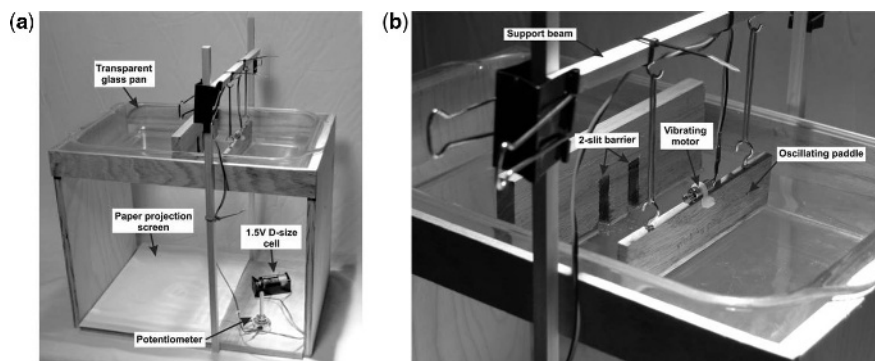 (a)
Transparent
glass pan
Paper projection
screen
1.5V D-size
cell
Potentiometer
(b)
Support beam
2-slit barrier
Vibrating
motor
Oscillating paddle